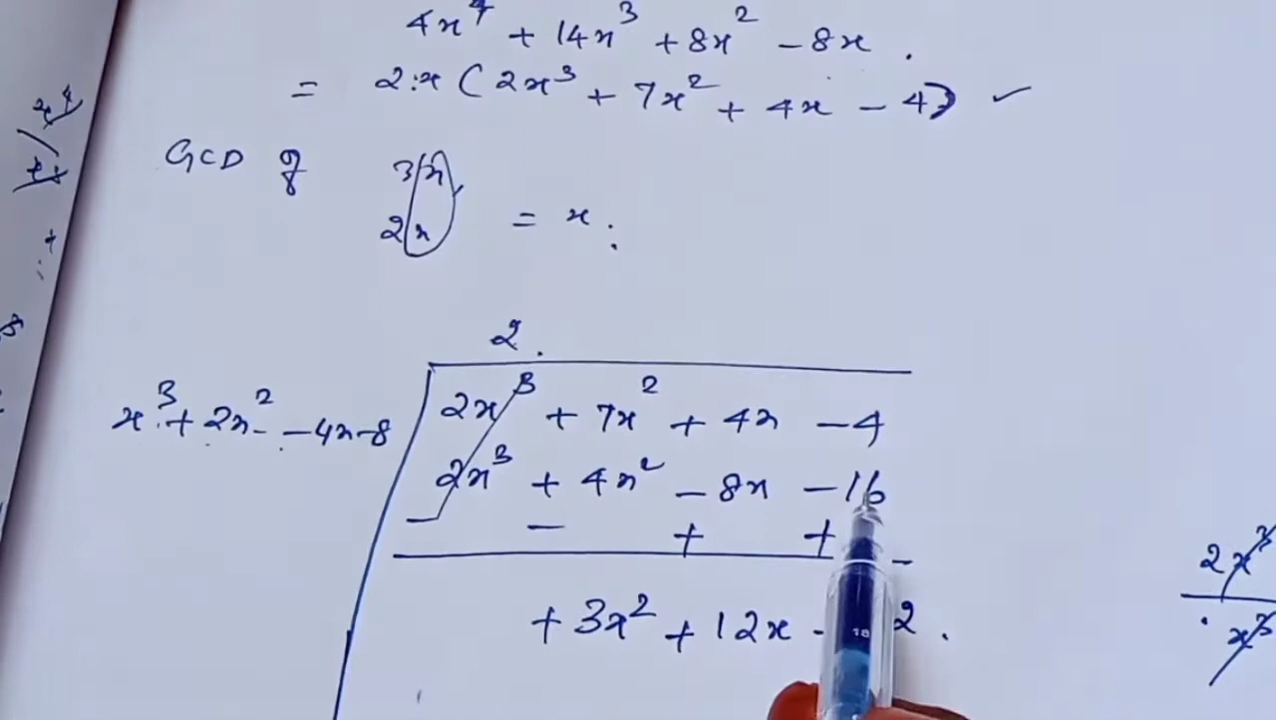 4x⁴ + 14x³ + 8x² - 8x .
= 2.x ( 2x³ + 7x² + 4x - 4) ✓
GCD of 3x
2x = x .
2 .
x³ + 2x² - 4x - 8 2x³ + 7x² + 4x - 4
2x³ + 4x² - 8x - 16
- - + +
+ 3x² + 12x
2x³
x³